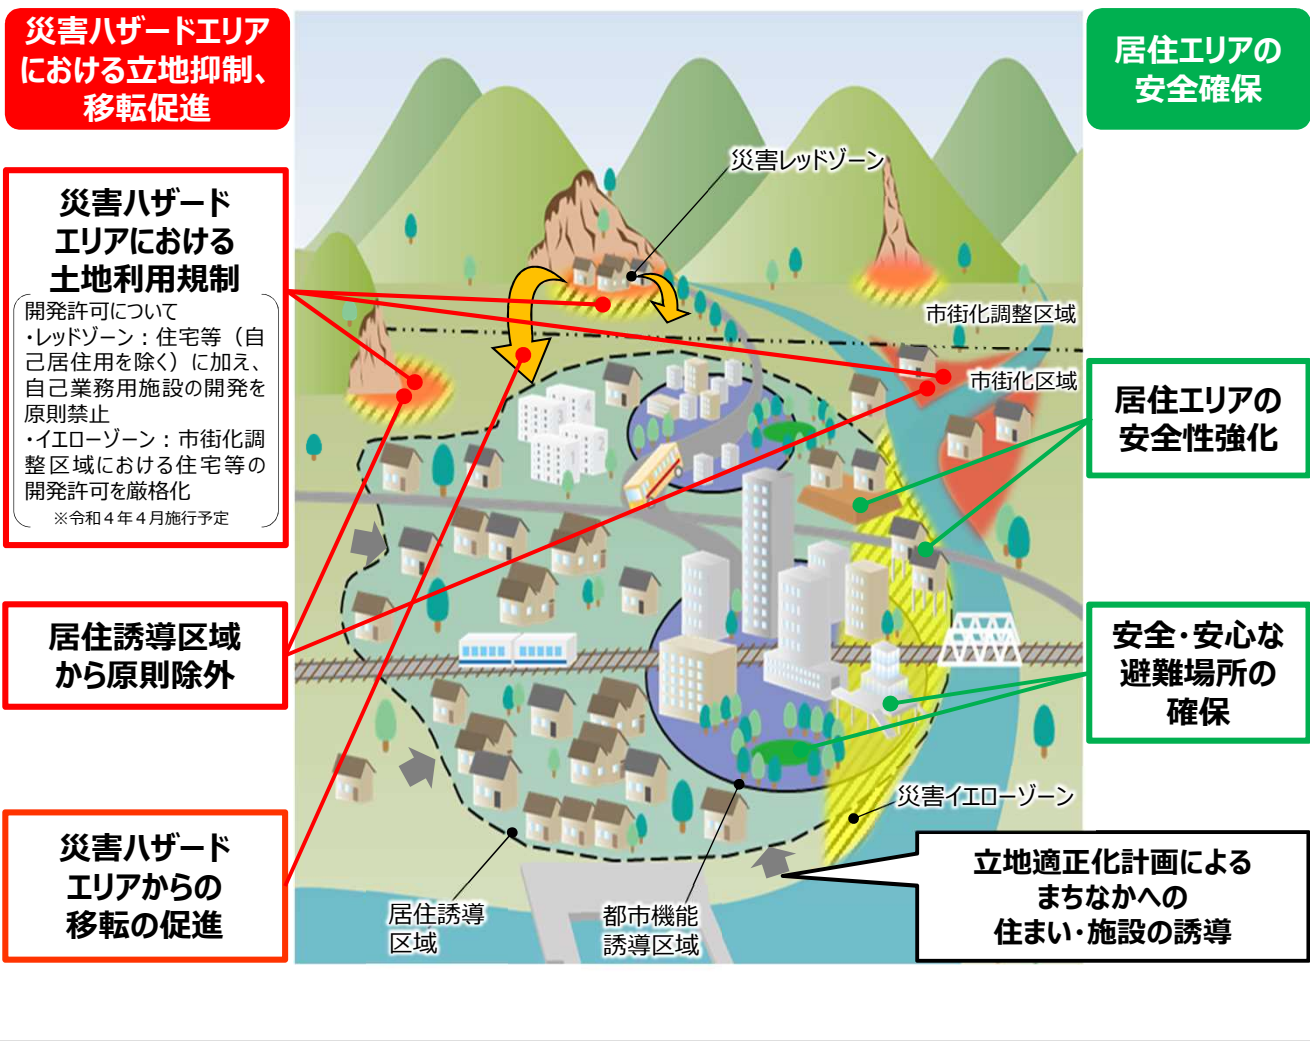 災害ハザードエリア
における立地抑制、
移転促進
災害ハザード
エリアにおける
土地利用規制
開発許可について
・レッドゾーン：住宅等（自
己居住用を除く）に加え、
自己業務用施設の開発を
原則禁止
・イエローゾーン：市街化調
整区域における住宅等の
開発許可を厳格化
※令和４年４月施行予定
居住誘導区域
から原則除外
災害ハザード
エリアからの
移転の促進
災害レッドゾーン
市街化調整区域
市街化区域
災害イエローゾーン
居住誘導
区域
都市機能
誘導区域
居住エリアの
安全確保
居住エリアの
安全性強化
安全・安心な
避難場所の
確保
立地適正化計画による
まちなかへの
住まい・施設の誘導